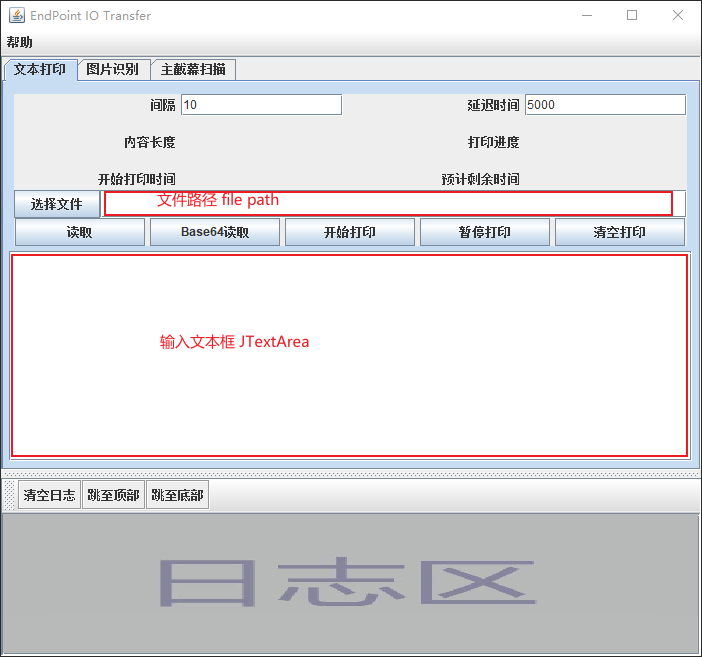 EndPoint IO Transfer
帮助
文本打印 图片识别 主截幕扫描
间隔 10 延迟时间 5000
内容长度 打印进度
开始打印时间 预计剩余时间
选择文件 文件路径 file path
读取 Base64读取 开始打印 暂停打印 清空打印
输入文本框 JTextArea
清空日志 跳至顶部 跳至底部
日志区